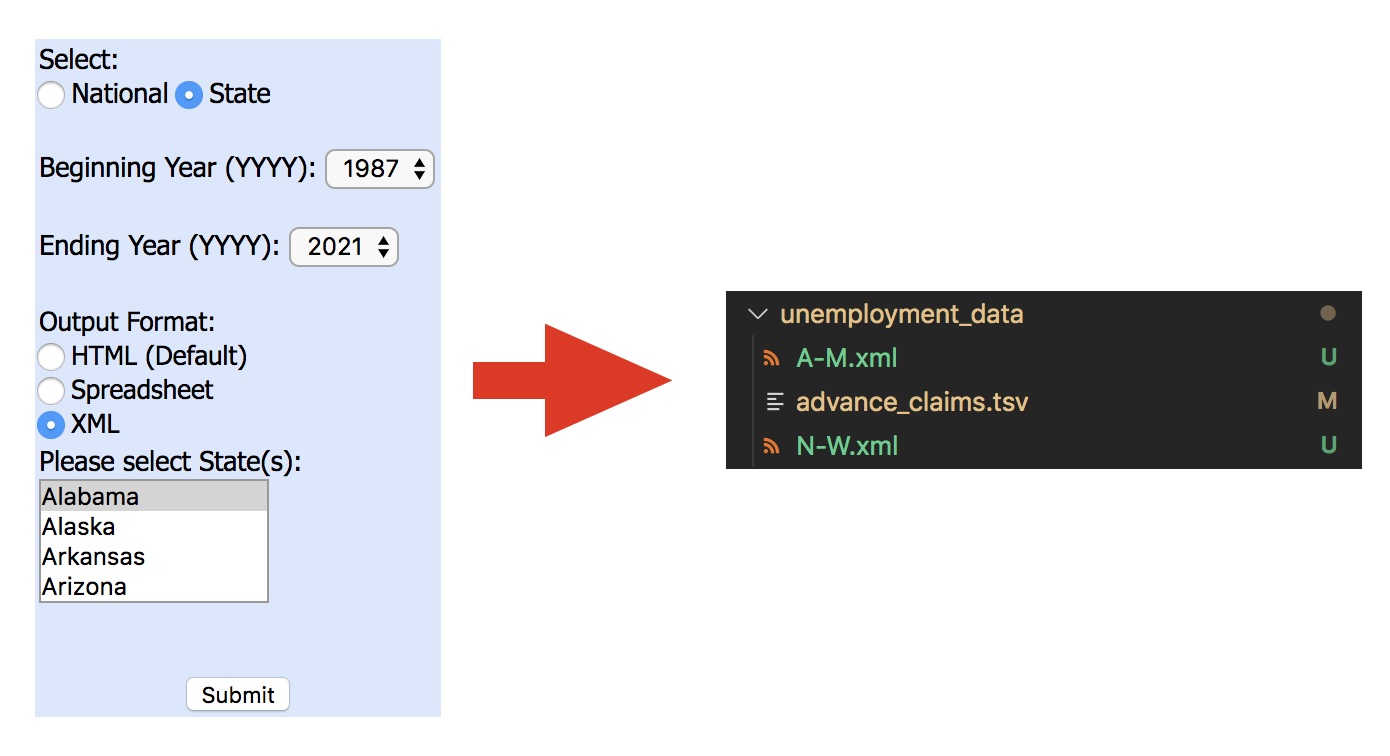 Select:
National State
Beginning Year (YYYY): 1987
Ending Year (YYYY): 2021
Output Format:
HTML (Default)
Spreadsheet
XML
Please select State(s):
Alabama
Alaska
Arkansas
Arizona
Submit
unemployment_data
A-M.xml U
advance_claims.tsv M
N-W.xml U